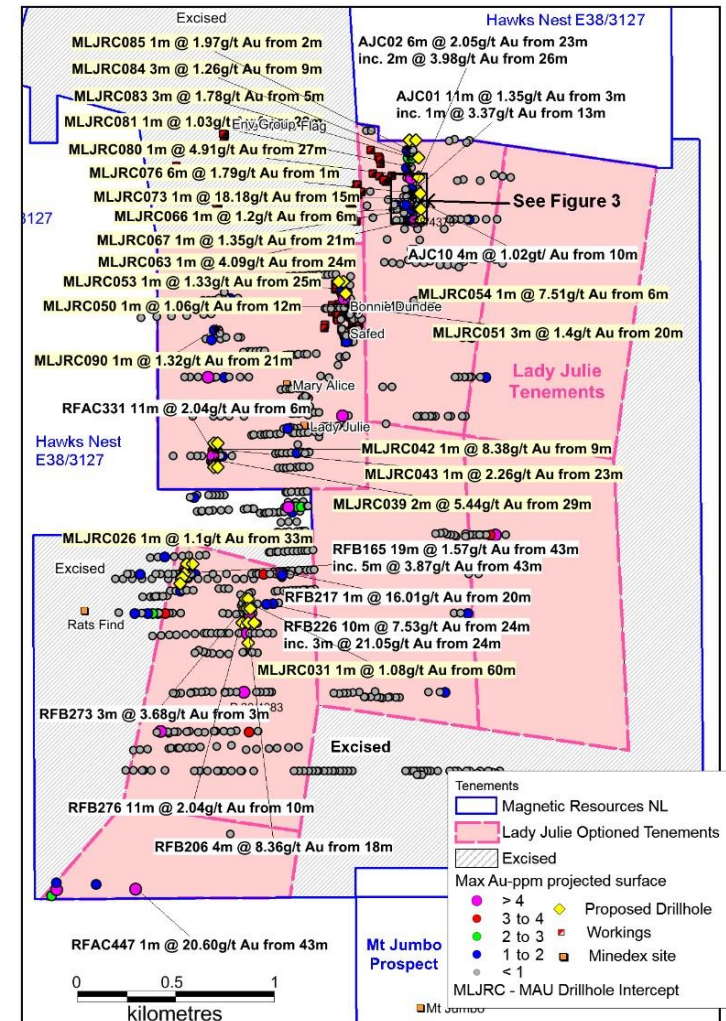 Excised
Hawks Nest E38/3127
MLJRC085 1m @ 1.97g/t Au from 2m
MLJRC084 3m @ 1.26g/t Au from 9m
MLJRC083 3m @ 1.78g/t Au from 5m
MLJRC081 1m @ 1.03g/t Au from
Env Group Flag
MLJRC080 1m @ 4.91g/t Au from 27m
MLJRC076 6m @ 1.79g/t Au from 1m
MLJRC073 1m @ 18.18g/t Au from 15m
MLJRC066 1m @ 1.2g/t Au from 6m
MLJRC067 1m @ 1.35g/t Au from 21m
MLJRC063 1m @ 4.09g/t Au from 24m
MLJRC053 1m @ 1.33g/t Au from 25m
MLJRC050 1m @ 1.06g/t Au from 12m
MLJRC090 1m @ 1.32g/t Au from 21m
AJC02 6m @ 2.05g/t Au from 23m
inc. 2m @ 3.98g/t Au from 26m
AJC01 11m @ 1.35g/t Au from 3m
inc. 1m @ 3.37g/t Au from 13m
3127
See Figure 3
AJC10 4m @ 1.02gt/ Au from 10m
MLJRC054 1m @ 7.51g/t Au from 6m
Bonnie Dundee
Safed
MLJRC051 3m @ 1.4g/t Au from 20m
Lady Julie
Tenements
Mary Alice
RFAC331 11m @ 2.04g/t Au from 6m
Lady Julie
Hawks Nest
E38/3127
MLJRC042 1m @ 8.38g/t Au from 9m
MLJRC043 1m @ 2.26g/t Au from 23m
MLJRC039 2m @ 5.44g/t Au from 29m
MLJRC026 1m @ 1.1g/t Au from 33m
RFB165 19m @ 1.57g/t Au from 43m
inc. 5m @ 3.87g/t Au from 43m
Excised
RFB217 1m @ 16.01g/t Au from 20m
Rats Find
RFB226 10m @ 7.53g/t Au from 24m
inc. 3m @ 21.05g/t Au from 24m
MLJRC031 1m @ 1.08g/t Au from 60m
RFB273 3m @ 3.68g/t Au from 3m
Excised
RFB276 11m @ 2.04g/t Au from 10m
RFB206 4m @ 8.36g/t Au from 18m
RFAC447 1m @ 20.60g/t Au from 43m
Mt Jumbo
Prospect
Mt Jumbo
0 0.5 1
kilometres
Tenements
Magnetic Resources NL
Lady Julie Optioned Tenements
Excised
Max Au-ppm projected surface
> 4
3 to 4
2 to 3
1 to 2
< 1
Proposed Drillhole
Workings
Minedex site
MLJRC - MAU Drillhole Intercept